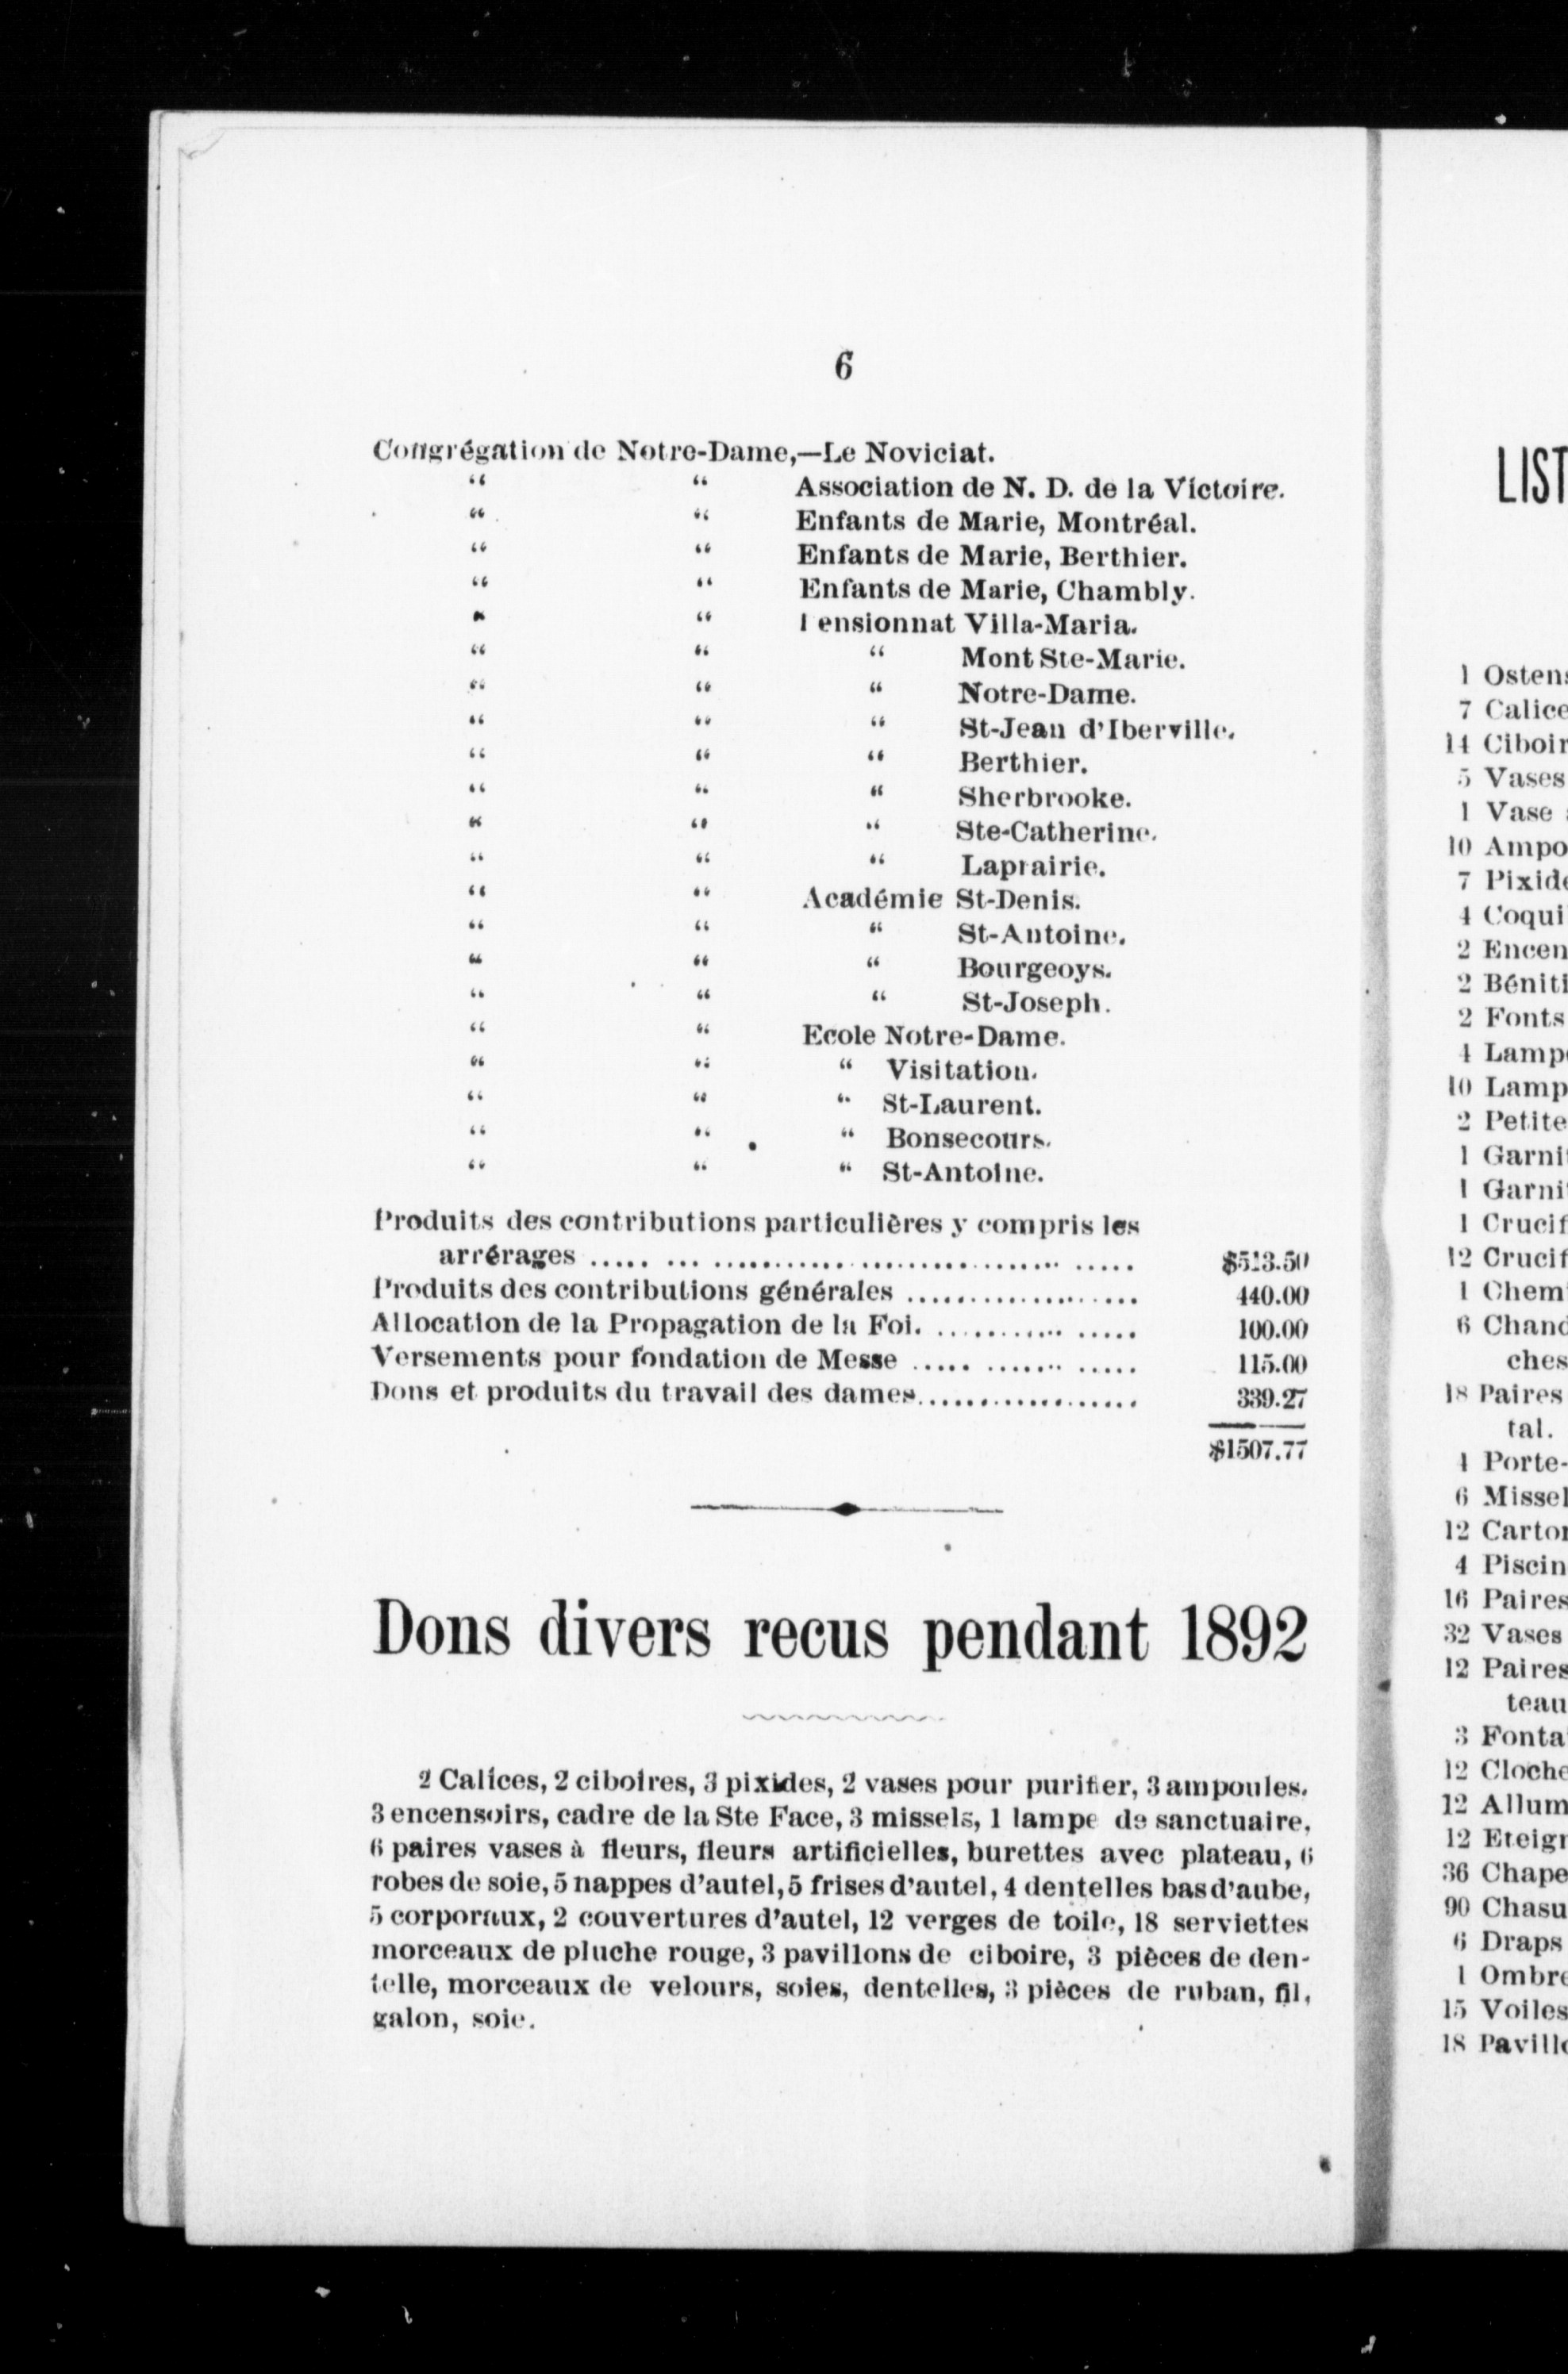 6
Congrégation de Notre-Dame,—Le Noviciat.
“ “ Association de N. D. de la Victoire.
“ “ Enfants de Marie, Montréal.
“ “ Enfants de Marie, Berthier.
“ “ Enfants de Marie, Chambly.
“ “ Pensionnat Villa-Maria.
“ “ “ Mont Ste-Marie.
“ “ “ Notre-Dame.
“ “ “ St-Jean d'Iberville.
“ “ “ Berthier.
“ “ “ Sherbrooke.
“ “ “ Ste-Catherine.
“ “ “ Laprairie.
“ “ Académie St-Denis.
“ “ “ St-Antoine.
“ “ “ Bourgeoys.
“ “ “ St-Joseph.
“ “ Ecole Notre-Dame.
“ “ “ Visitation.
“ “ “ St-Laurent.
“ “ “ Bonsecours.
“ “ “ St-Antoine.
Produits des contributions particulières y compris les
arrérages ..... ... ............................... ..... $513.50
Produits des contributions générales ..................... 440.00
Allocation de la Propagation de la Foi. ............ ..... 100.00
Versements pour fondation de Messe ..... ....... ..... 115.00
Dons et produits du travail des dames................... 339.27
$1507.77
Dons divers recus pendant 1892
2 Calices, 2 ciboires, 3 pixides, 2 vases pour purifier, 3 ampoules.
3 encensoirs, cadre de la Ste Face, 3 missels, 1 lampe de sanctuaire,
6 paires vases à fleurs, fleurs artificielles, burettes avec plateau, 6
robes de soie, 5 nappes d'autel, 5 frises d'autel, 4 dentelles bas d'aube,
5 corporaux, 2 couvertures d'autel, 12 verges de toile, 18 serviettes
morceaux de pluche rouge, 3 pavillons de ciboire, 3 pièces de den-
telle, morceaux de velours, soies, dentelles, 3 pièces de ruban, fil,
galon, soie.
LIST
1 Ostens
7 Calice
14 Ciboir
5 Vases
1 Vase
10 Ampo
7 Pixide
4 Coqui
2 Encen
2 Béniti
2 Fonts
4 Lampe
10 Lamp
2 Petite
1 Garni
1 Garni
1 Crucif
12 Crucif
1 Chem
6 Chand
ches
18 Paires
tal.
4 Porte-
6 Missel
12 Carton
4 Piscin
16 Paires
32 Vases
12 Paires
teau
3 Fonta
12 Cloche
12 Allum
12 Eteign
36 Chape
90 Chasu
6 Draps
1 Ombre
15 Voiles
18 Pavillo